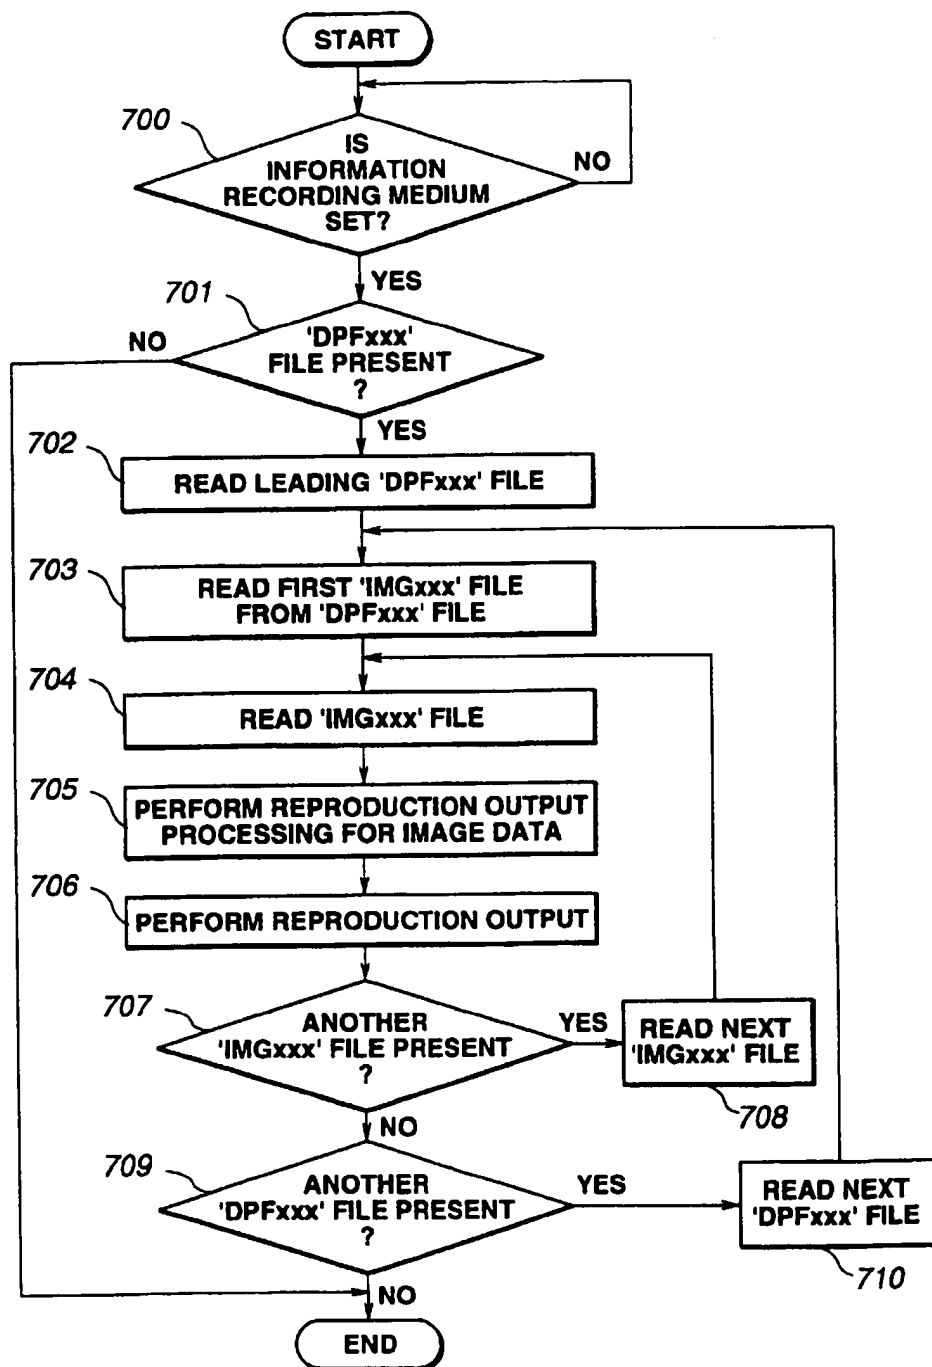 START
700
IS
INFORMATION
RECORDING MEDIUM
SET?
NO
YES
701
NO
'DPFxxx'
FILE PRESENT
?
YES
702
READ LEADING 'DPFxxx' FILE
703
READ FIRST 'IMGxxx' FILE
FROM 'DPFxxx' FILE
704
READ 'IMGxxx' FILE
705
PERFORM REPRODUCTION OUTPUT
PROCESSING FOR IMAGE DATA
706
PERFORM REPRODUCTION OUTPUT
707
ANOTHER
'IMGxxx' FILE PRESENT
?
YES
READ NEXT
'IMGxxx' FILE
708
NO
709
ANOTHER
'DPFxxx' FILE PRESENT
?
YES
READ NEXT
'DPFxxx' FILE
710
NO
END